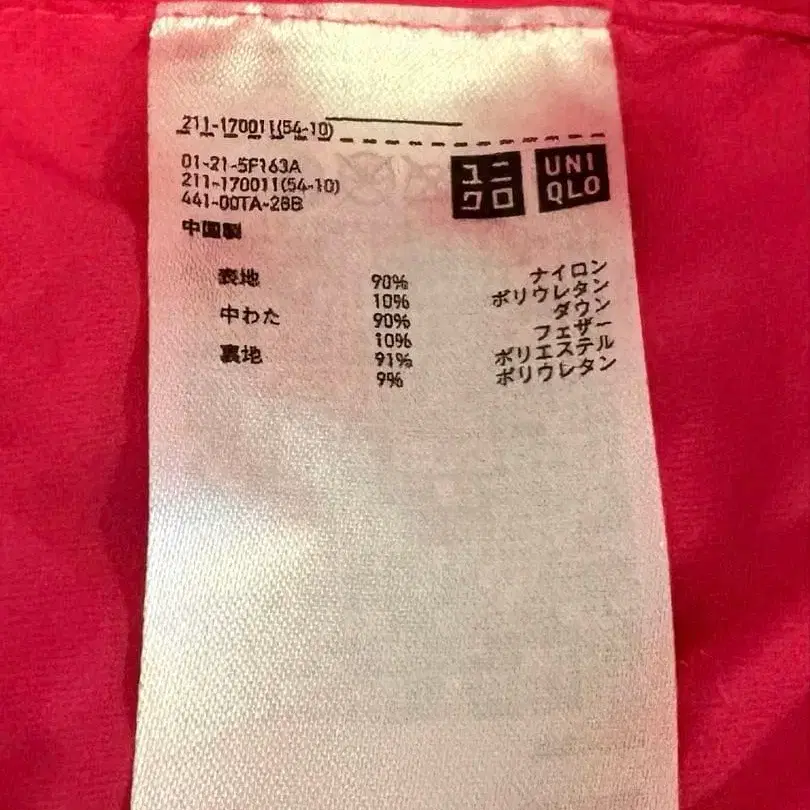 211-170011(54-10)
01-21-5F163A
211-170011(54-10)
441-00TA-28B
中国製
ユニクロ
UNIQLO
表地 90% ナイロン
10% ポリウレタン
中わた 90% ダウン
10% フェザー
裏地 91% ポリエステル
9% ポリウレタン